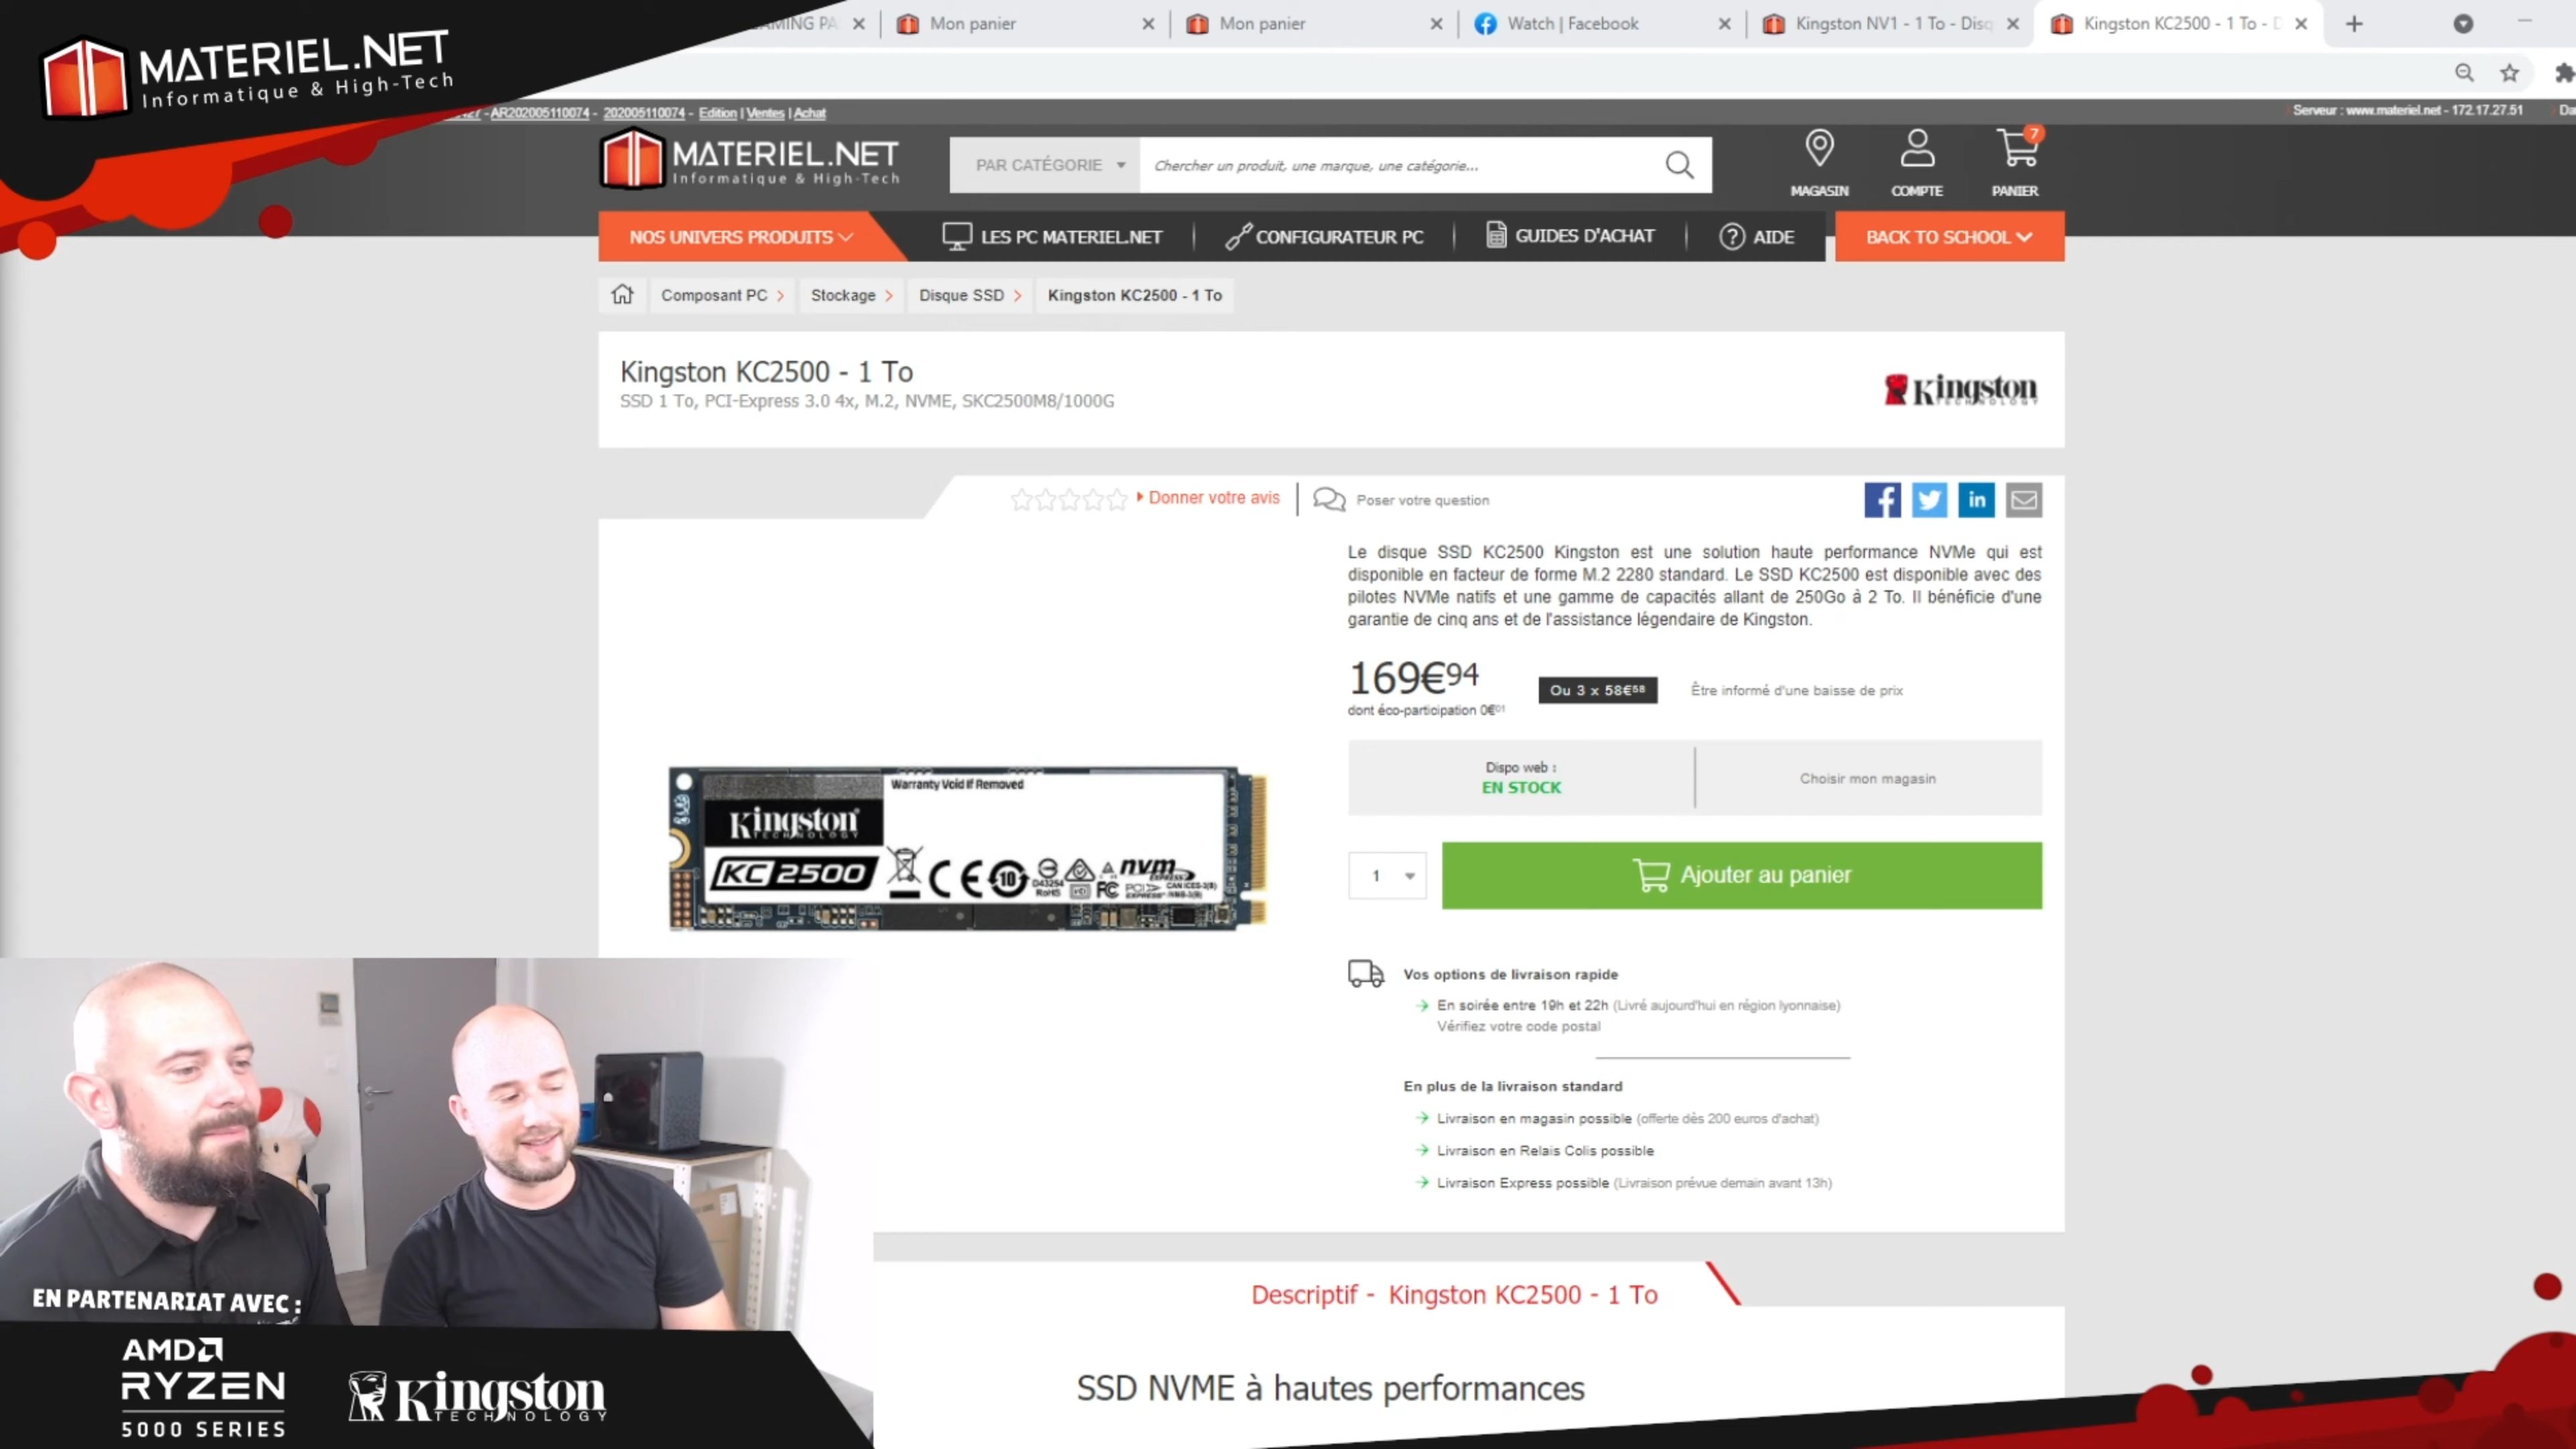 MATERIEL.NET
Informatique & High-Tech
Mon panier
Mon panier
Watch | Facebook
Kingston NV1 - 1 To - Disq
Kingston KC2500 - 1 To - D
-AR202005110074 - 202005110074 - Edition | Ventes | Achat
Serveur : www.materiel.net - 172.17.27.51
MATERIEL.NET
Informatique & High-Tech
PAR CATÉGORIE
Chercher un produit, une marque, une catégorie...
7
MAGASIN
COMPTE
PANIER
NOS UNIVERS PRODUITS
LES PC MATERIEL.NET
CONFIGURATEUR PC
GUIDES D'ACHAT
AIDE
BACK TO SCHOOL
Composant PC
Stockage
Disque SSD
Kingston KC2500 - 1 To
Kingston KC2500 - 1 To
SSD 1 To, PCI-Express 3.0 4x, M.2, NVME, SKC2500M8/1000G
Kingston
TECHNOLOGY
Donner votre avis
Poser votre question
Le disque SSD KC2500 Kingston est une solution haute performance NVMe qui est
disponible en facteur de forme M.2 2280 standard. Le SSD KC2500 est disponible avec des
pilotes NVMe natifs et une gamme de capacités allant de 250Go à 2 To. Il bénéficie d'une
garantie de cinq ans et de l'assistance légendaire de Kingston.
169€94
Ou 3 x 58€58
Être informé d'une baisse de prix
dont éco-participation 0€01
Dispo web :
EN STOCK
Choisir mon magasin
1
Ajouter au panier
Warranty Void If Removed
Kingston
TECHNOLOGY
KC2500
CE
10
nvm
EXPRESS
FC
Vos options de livraison rapide
En soirée entre 19h et 22h (Livré aujourd'hui en région lyonnaise)
Vérifiez votre code postal
En plus de la livraison standard
Livraison en magasin possible (offerte dès 200 euros d'achat)
Livraison en Relais Colis possible
Livraison Express possible (Livraison prévue demain avant 13h)
Descriptif - Kingston KC2500 - 1 To
SSD NVME à hautes performances
EN PARTENARIAT AVEC :
AMD
RYZEN
5000 SERIES
Kingston
TECHNOLOGY